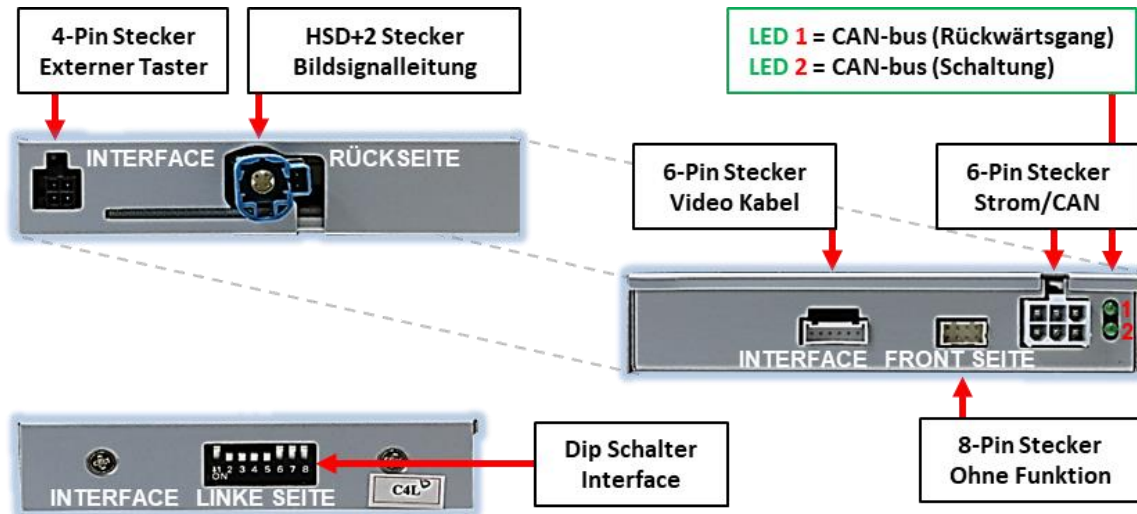 4-Pin Stecker
Externer Taster
HSD+2 Stecker
Bildsignalleitung
LED 1 = CAN-bus (Rückwärtsgang)
LED 2 = CAN-bus (Schaltung)
INTERFACE RÜCKSEITE
6-Pin Stecker
Video Kabel
6-Pin Stecker
Strom/CAN
1
2
INTERFACE FRONT SEITE
Dip Schalter
Interface
8-Pin Stecker
Ohne Funktion
1 2 3 4 5 6 7 8
ON
C4L
INTERFACE LINKE SEITE